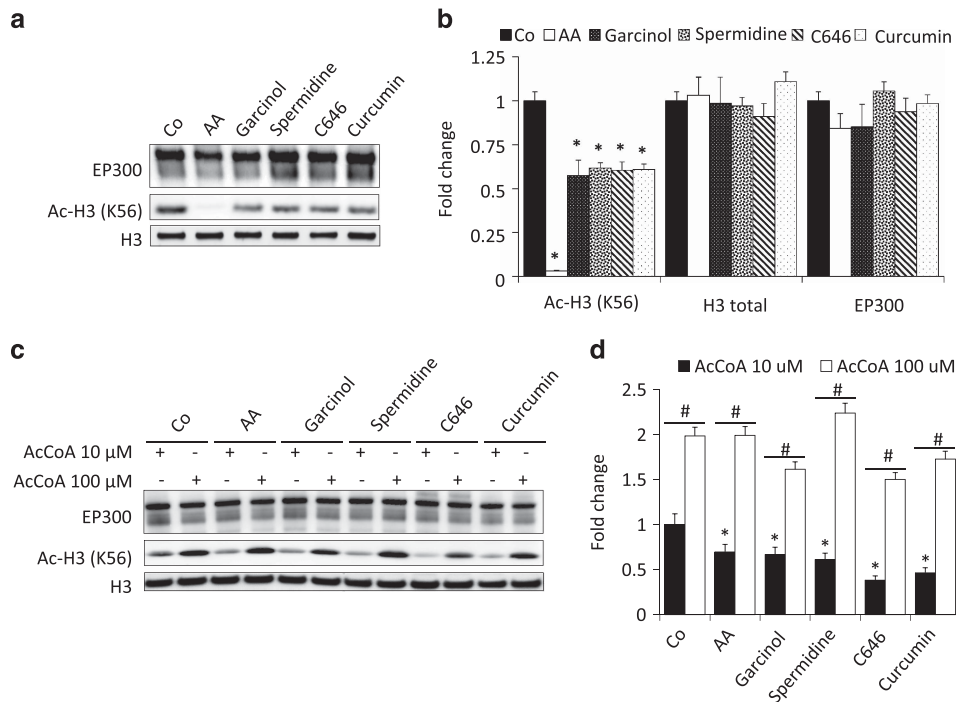 a
Co AA Garcinol Spermidine C646 Curcumin
EP300
Ac-H3 (K56)
H3
b
Co AA Garcinol Spermidine C646 Curcumin
1.25
1
0.75
0.5
0.25
0
Fold change
* * * * *
Ac-H3 (K56) H3 total EP300
c
Co AA Garcinol Spermidine C646 Curcumin
AcCoA 10 µM + - + - + - + - + - + -
AcCoA 100 µM - + - + - + - + - + - +
EP300
Ac-H3 (K56)
H3
d
AcCoA 10 uM AcCoA 100 uM
2.5
2
1.5
1
0.5
0
Fold change
# # # # # #
* * * * *
Co AA Garcinol Spermidine C646 Curcumin